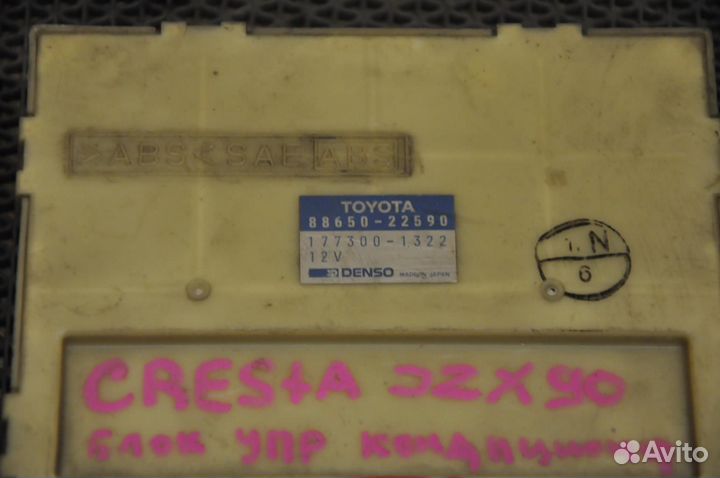 >ABS< SAE ABS
TOYOTA
88650-22590
177300-1322
12V
DENSO MADE IN JAPAN
N
6
CRESTA JZX90
БЛОК УПР КОНДИЦИОНЕР
Avito